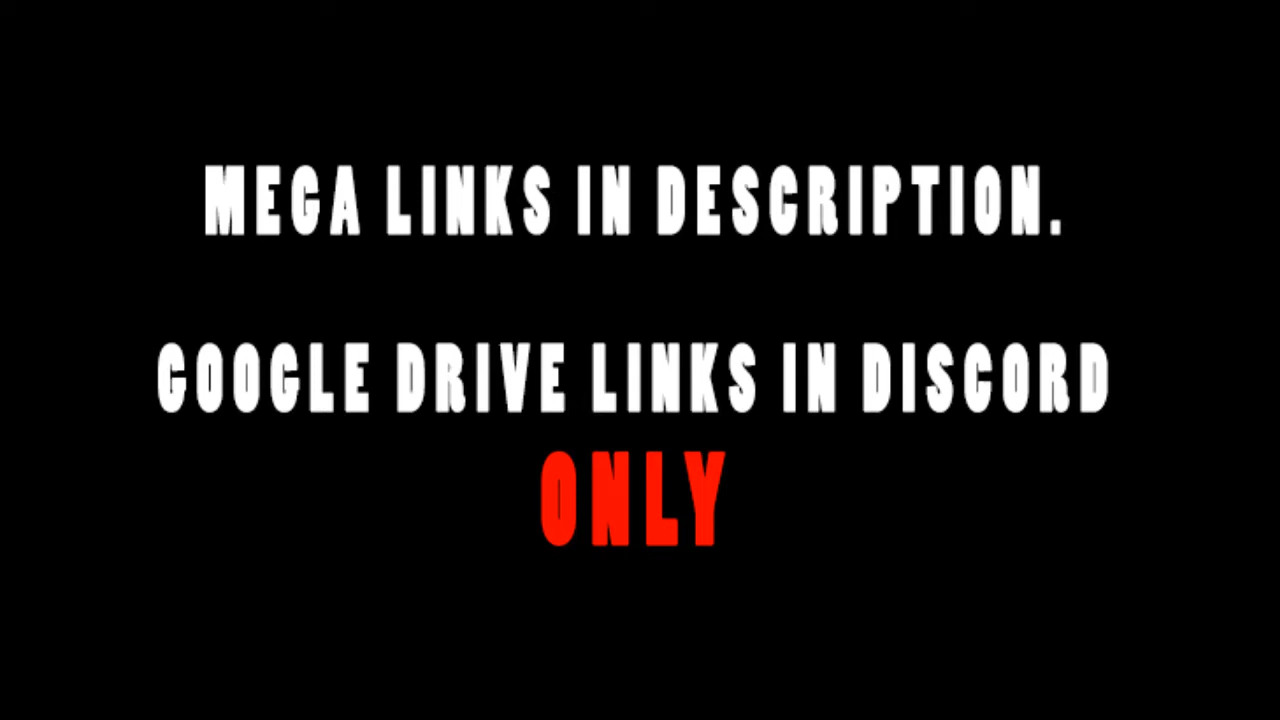 MEGA LINKS IN DESCRIPTION.
GOOGLE DRIVE LINKS IN DISCORD
ONLY